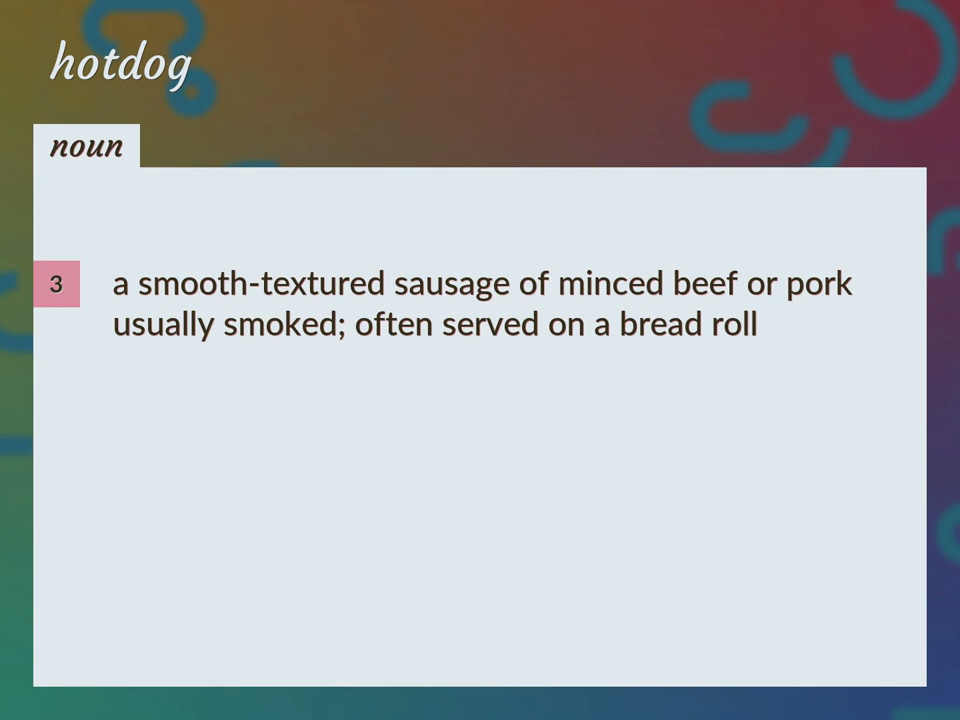 hotdog
noun
3
a smooth-textured sausage of minced beef or pork
usually smoked; often served on a bread roll